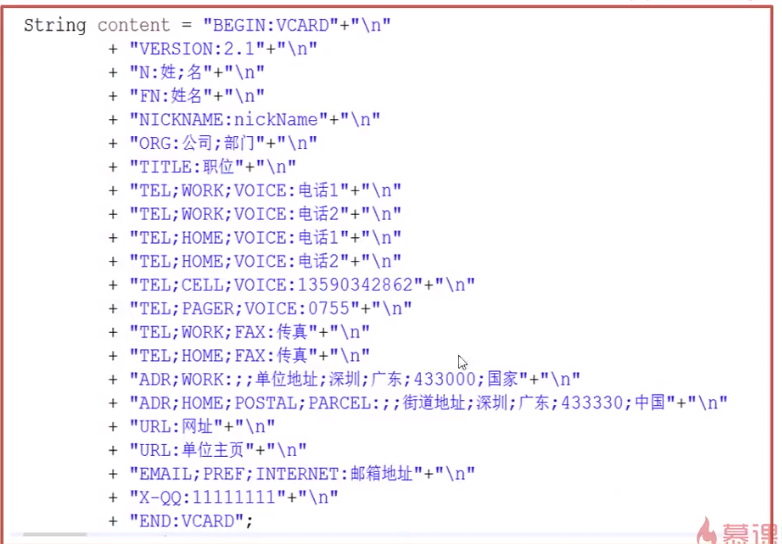 String content = "BEGIN:VCARD"+"\n"
+ "VERSION:2.1"+"\n"
+ "N:姓;名"+"\n"
+ "FN:姓名"+"\n"
+ "NICKNAME:nickName"+"\n"
+ "ORG:公司;部门"+"\n"
+ "TITLE:职位"+"\n"
+ "TEL;WORK;VOICE:电话1"+"\n"
+ "TEL;WORK;VOICE:电话2"+"\n"
+ "TEL;HOME;VOICE:电话1"+"\n"
+ "TEL;HOME;VOICE:电话2"+"\n"
+ "TEL;CELL;VOICE:13590342862"+"\n"
+ "TEL;PAGER;VOICE:0755"+"\n"
+ "TEL;WORK;FAX:传真"+"\n"
+ "TEL;HOME;FAX:传真"+"\n"
+ "ADR;WORK:;;单位地址;深圳;广东;433000;国家"+"\n"
+ "ADR;HOME;POSTAL;PARCEL:;;街道地址;深圳;广东;433330;中国"+"\n"
+ "URL:网址"+"\n"
+ "URL:单位主页"+"\n"
+ "EMAIL;PREF;INTERNET:邮箱地址"+"\n"
+ "X-QQ:11111111"+"\n"
+ "END:VCARD";
慕课